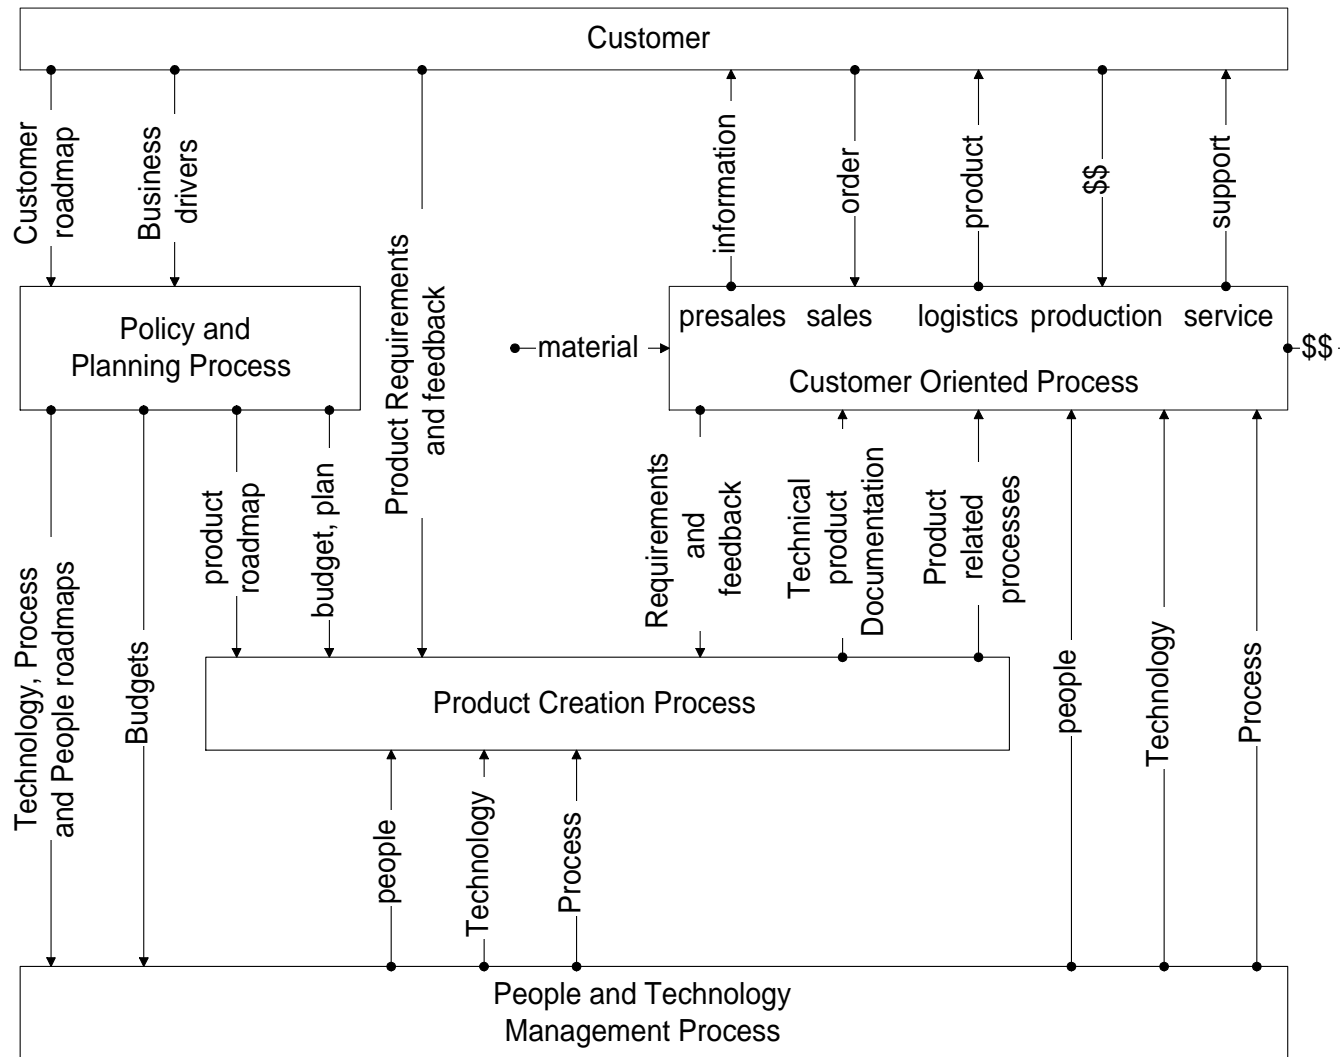 Customer
Customer
roadmap
Business
drivers
Product Requirements
and feedback
information
order
product
$$
support
Policy and
Planning Process
presales sales logistics production service
material
$$
Customer Oriented Process
Technology, Process
and People roadmaps
Budgets
product
roadmap
budget, plan
Requirements
and
feedback
Technical
product
Documentation
Product
related
processes
people
Technology
Process
Product Creation Process
people
Technology
Process
People and Technology
Management Process